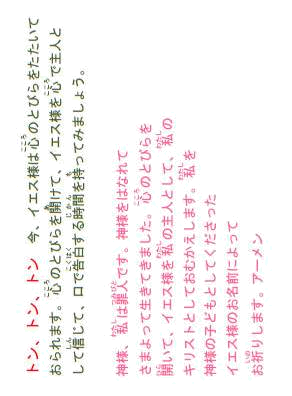 トン、トン、トン　今、イエス様は心のとびらをたたいて
おられます。心のとびらを開けて、イエス様を心で主人と
して信じて、口で告白する時間を持ってみましょう。
神様、私は罪人です。神様をはなれて
さまよって生きてきました。心のとびらを
開いて、イエス様を私の主人として、私の
キリストとしておむかえします。私を
神様の子どもとしてくださった
イエス様のお名前によって
お祈りします。アーメン